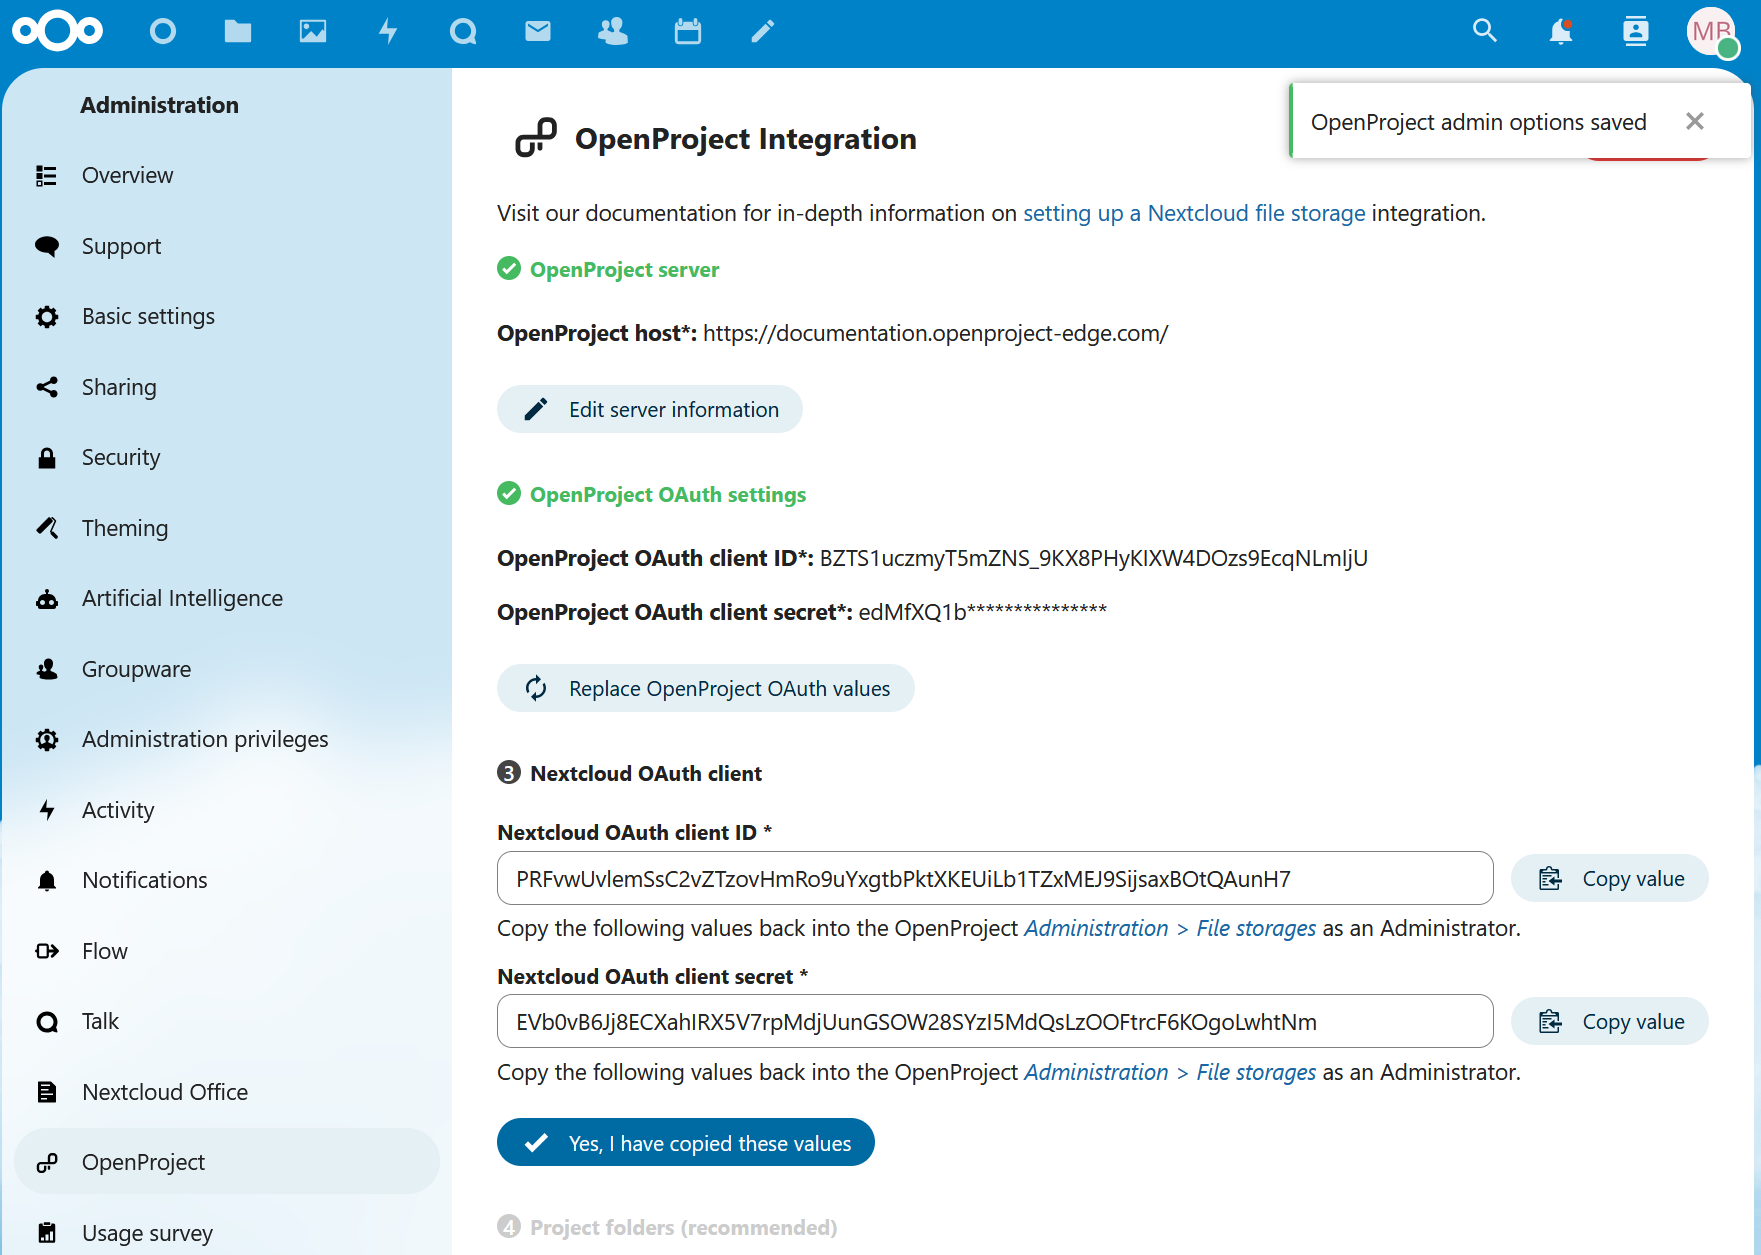 MB
Administration
Overview
Support
Basic settings
Sharing
Security
Theming
Artificial Intelligence
Groupware
Administration privileges
Activity
Notifications
Flow
Talk
Nextcloud Office
OpenProject
Usage survey
OpenProject admin options saved
OpenProject Integration
Visit our documentation for in-depth information on setting up a Nextcloud file storage integration.
OpenProject server
OpenProject host*: https://documentation.openproject-edge.com/
Edit server information
OpenProject OAuth settings
OpenProject OAuth client ID*: BZTS1uczmyT5mZNS_9KX8PHyKIXW4DOzs9EcqNLmIjU
OpenProject OAuth client secret*: edMfXQ1b***************
Replace OpenProject OAuth values
3 Nextcloud OAuth client
Nextcloud OAuth client ID *
PRFvwUvlemSsC2vZTzovHmRo9uYxgtbPktXKEUiLb1TZxMEJ9SijsaxBOtQAunH7
Copy value
Copy the following values back into the OpenProject Administration > File storages as an Administrator.
Nextcloud OAuth client secret *
EVb0vB6Jj8ECXahIRX5V7rpMdjUunGSOW28SYzI5MdQsLzOOFtrcF6KOgoLwhtNm
Copy value
Copy the following values back into the OpenProject Administration > File storages as an Administrator.
Yes, I have copied these values
4 Project folders (recommended)